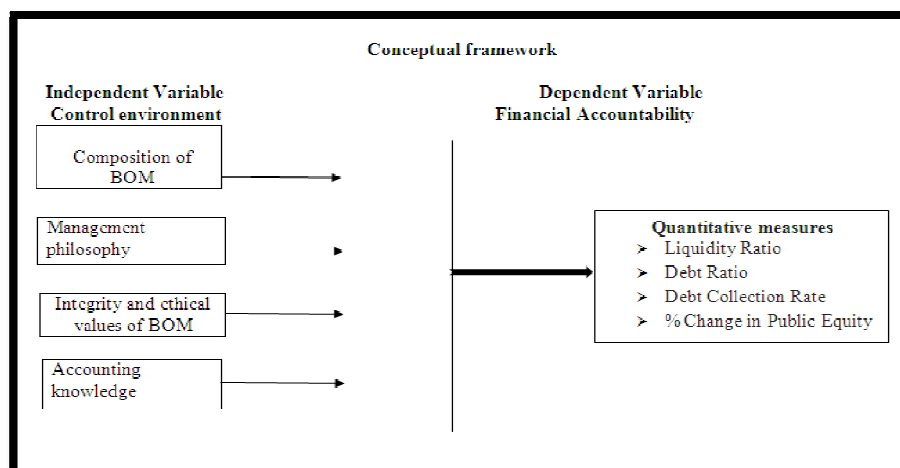 Conceptual framework
Independent Variable
Control environment
Dependent Variable
Financial Accountability
Composition of
BOM
Management
philosophy
Integrity and ethical
values of BOM
Accounting
knowledge
Quantitative measures
➢ Liquidity Ratio
➢ Debt Ratio
➢ Debt Collection Rate
➢ % Change in Public Equity